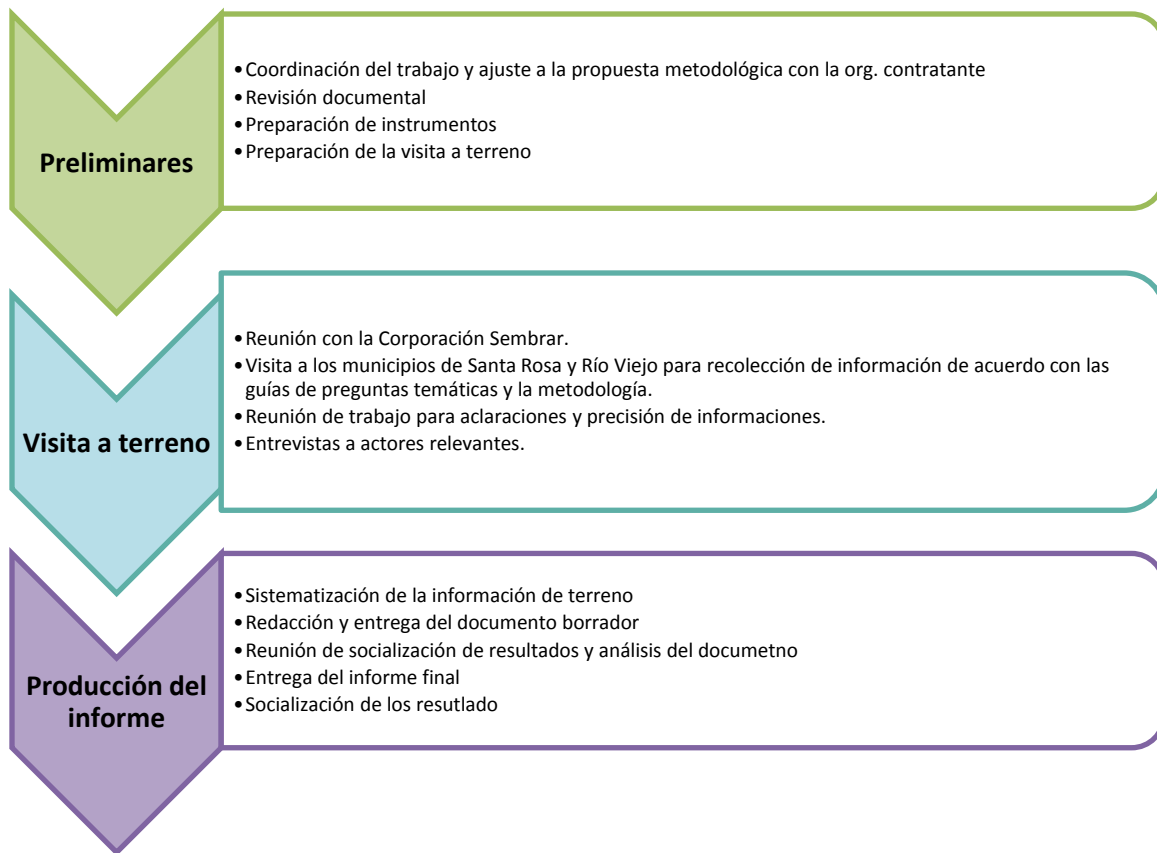 Preliminares
•Coordinación del trabajo y ajuste a la propuesta metodológica con la org. contratante
•Revisión documental
•Preparación de instrumentos
•Preparación de la visita a terreno
Visita a terreno
•Reunión con la Corporación Sembrar.
•Visita a los municipios de Santa Rosa y Río Viejo para recolección de información de acuerdo con las
guías de preguntas temáticas y la metodología.
•Reunión de trabajo para aclaraciones y precisión de informaciones.
•Entrevistas a actores relevantes.
Producción del
informe
•Sistematización de la información de terreno
•Redacción y entrega del documento borrador
•Reunión de socialización de resultados y análisis del documetno
•Entrega del informe final
•Socialización de los resutlado